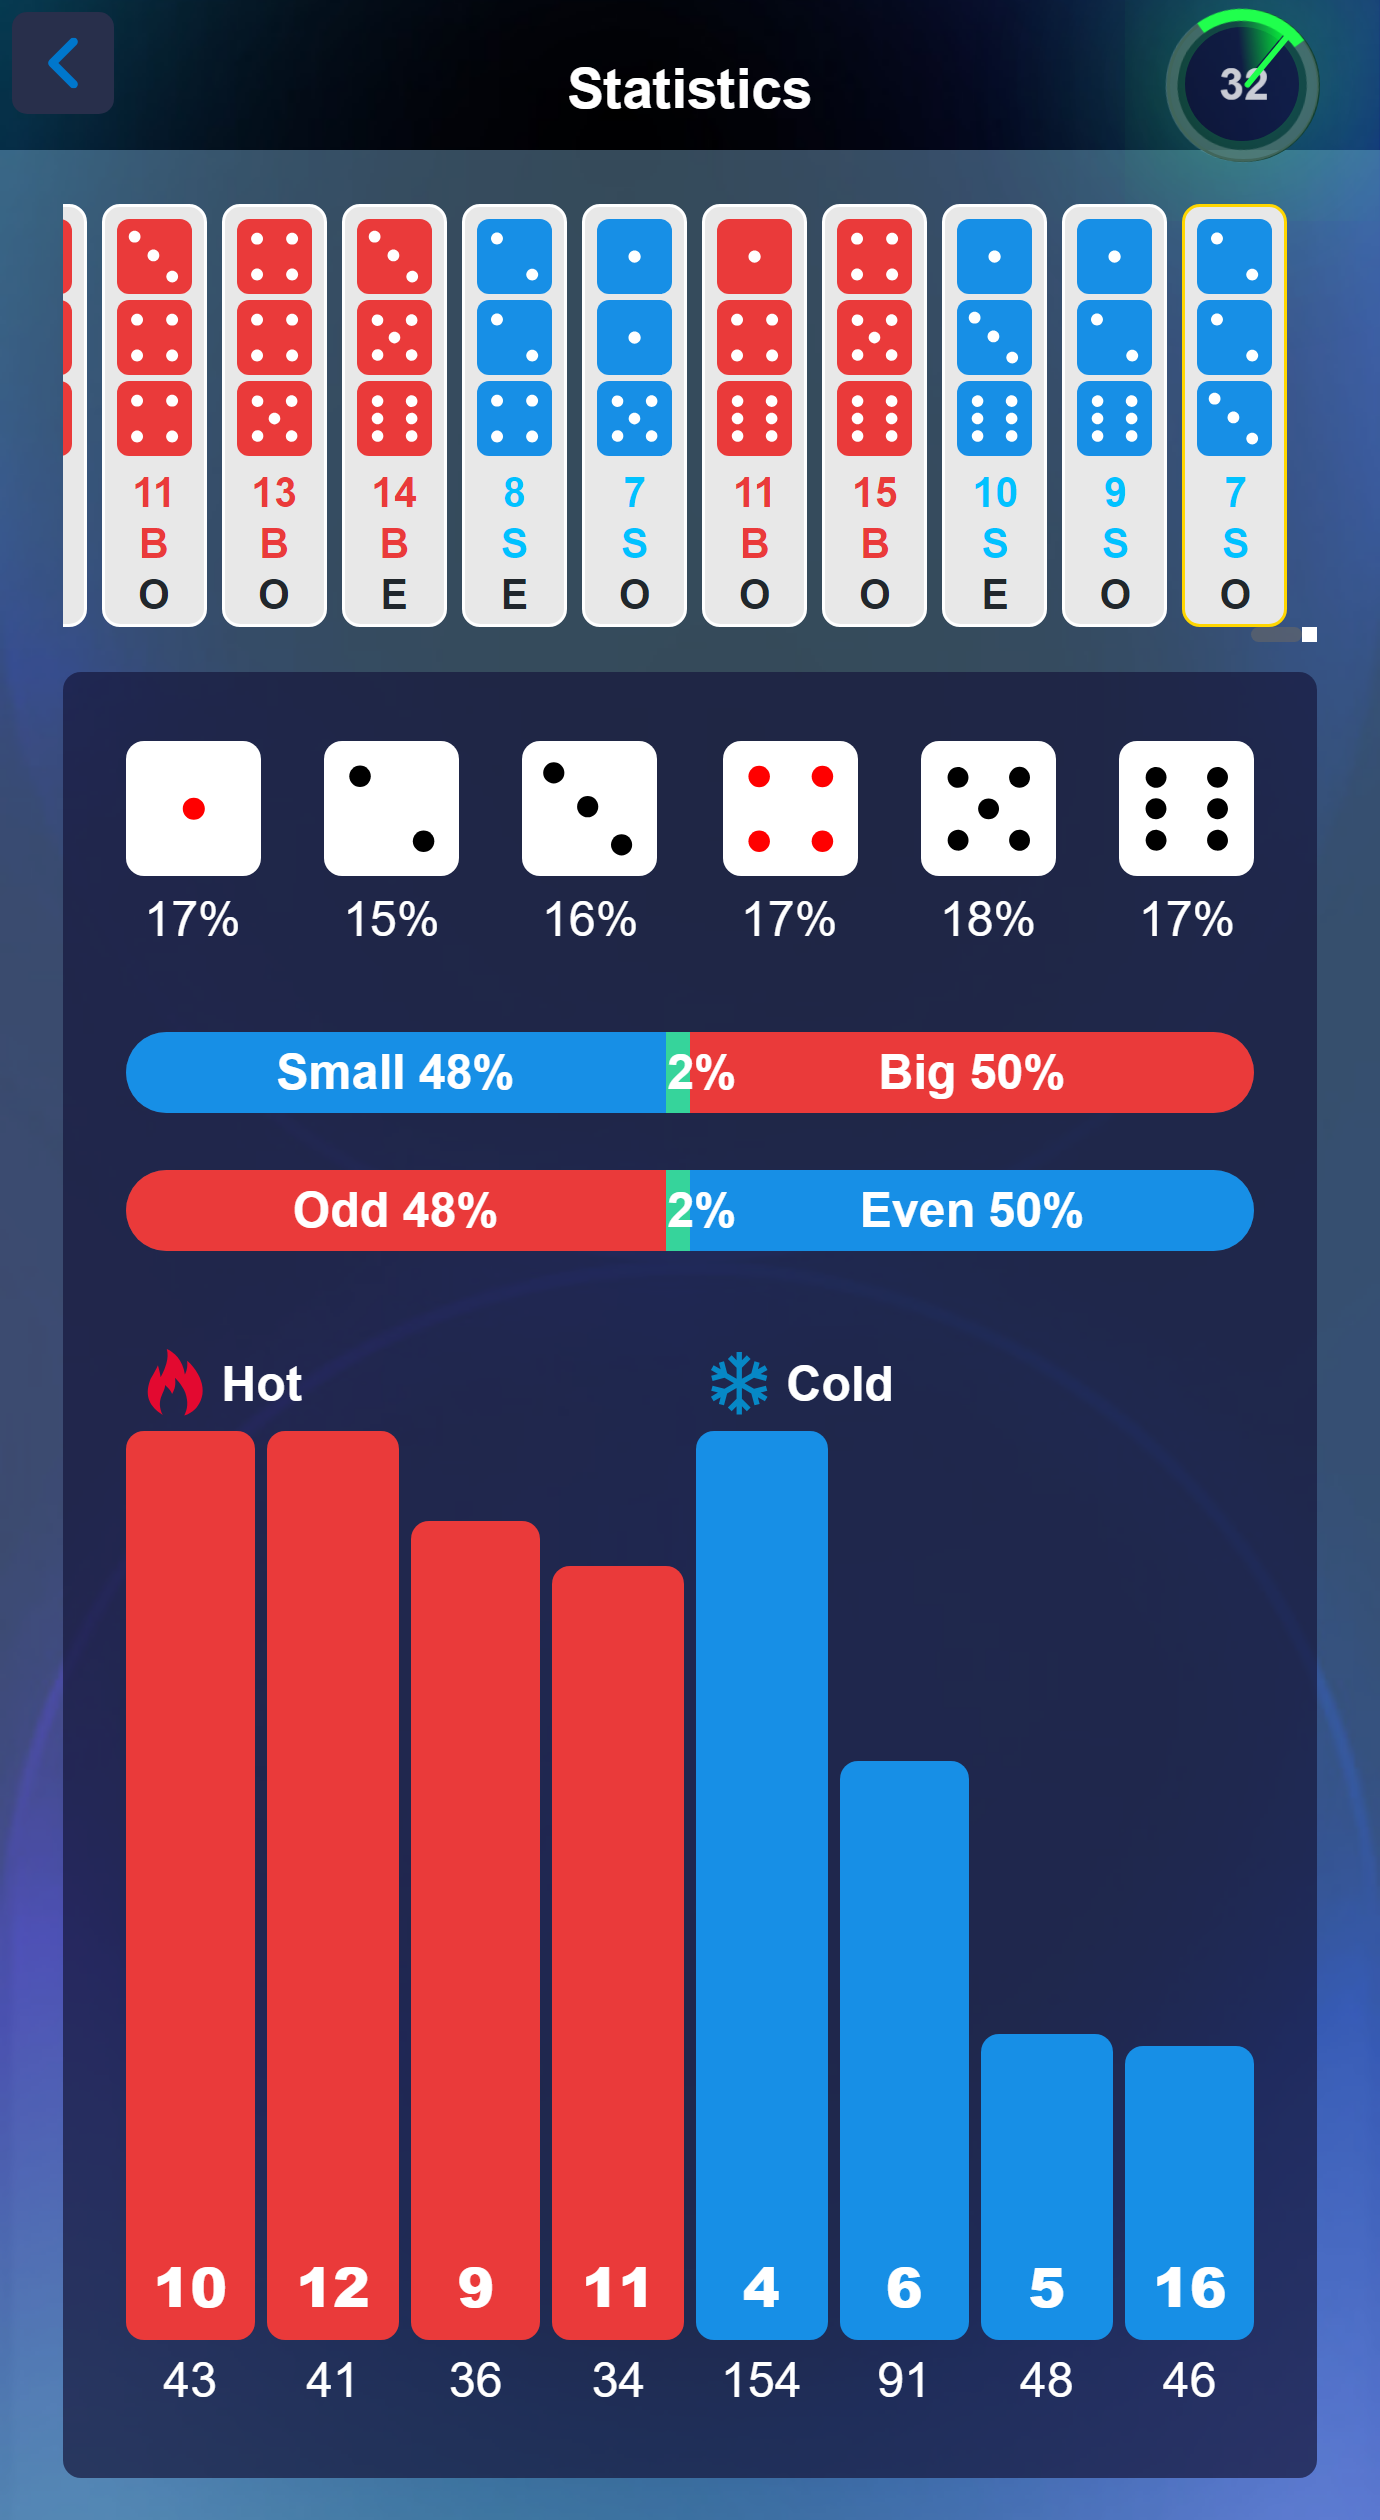 Statistics
32
11 13 14 8 7 11 15 10 9 7
B B B S S B B S S S
O O E E O O O E O O
17% 15% 16% 17% 18% 17%
Small 48% 2% Big 50%
Odd 48% 2% Even 50%
Hot Cold
10 12 9 11 4 6 5 16
43 41 36 34 154 91 48 46